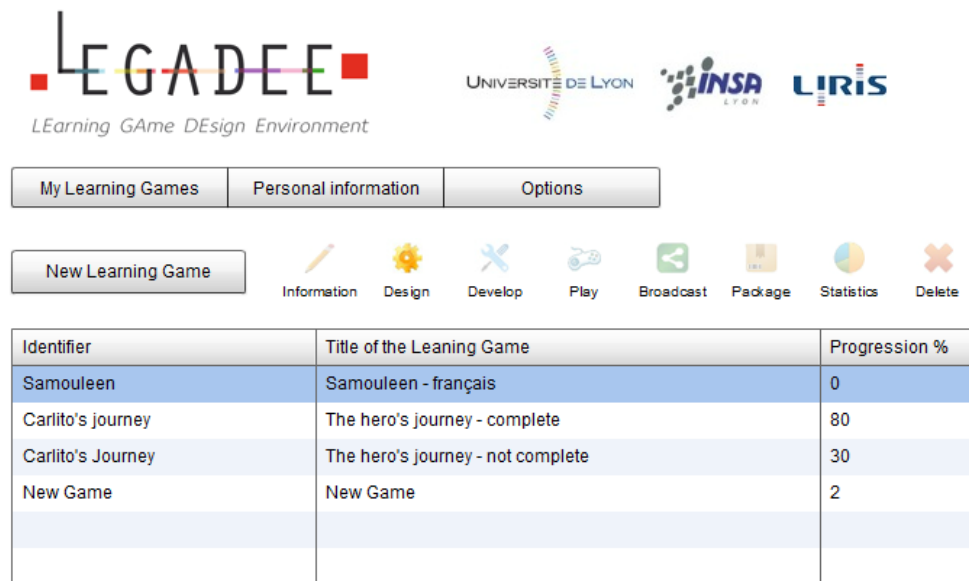 LEGADEE
LEarning GAme DEsign Environment
UNIVERSITÉ DE LYON
INSA
LYON
LIRIS
My Learning Games Personal information Options
New Learning Game Information Design Develop Play Broadcast Package Statistics Delete
Identifier Title of the Leaning Game Progression %
Samouleen Samouleen - français 0
Carlito's journey The hero's journey - complete 80
Carlito's Journey The hero's journey - not complete 30
New Game New Game 2